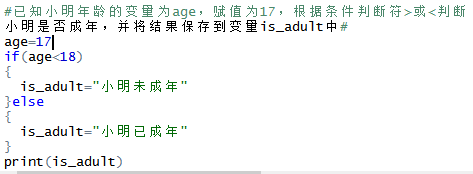 #已知小明年龄的变量为age，赋值为17，根据条件判断符>或<判断
小明是否成年，并将结果保存到变量is_adult中#
age=17
if(age<18)
{
  is_adult="小明未成年"
}else
{
  is_adult="小明已成年"
}
print(is_adult)